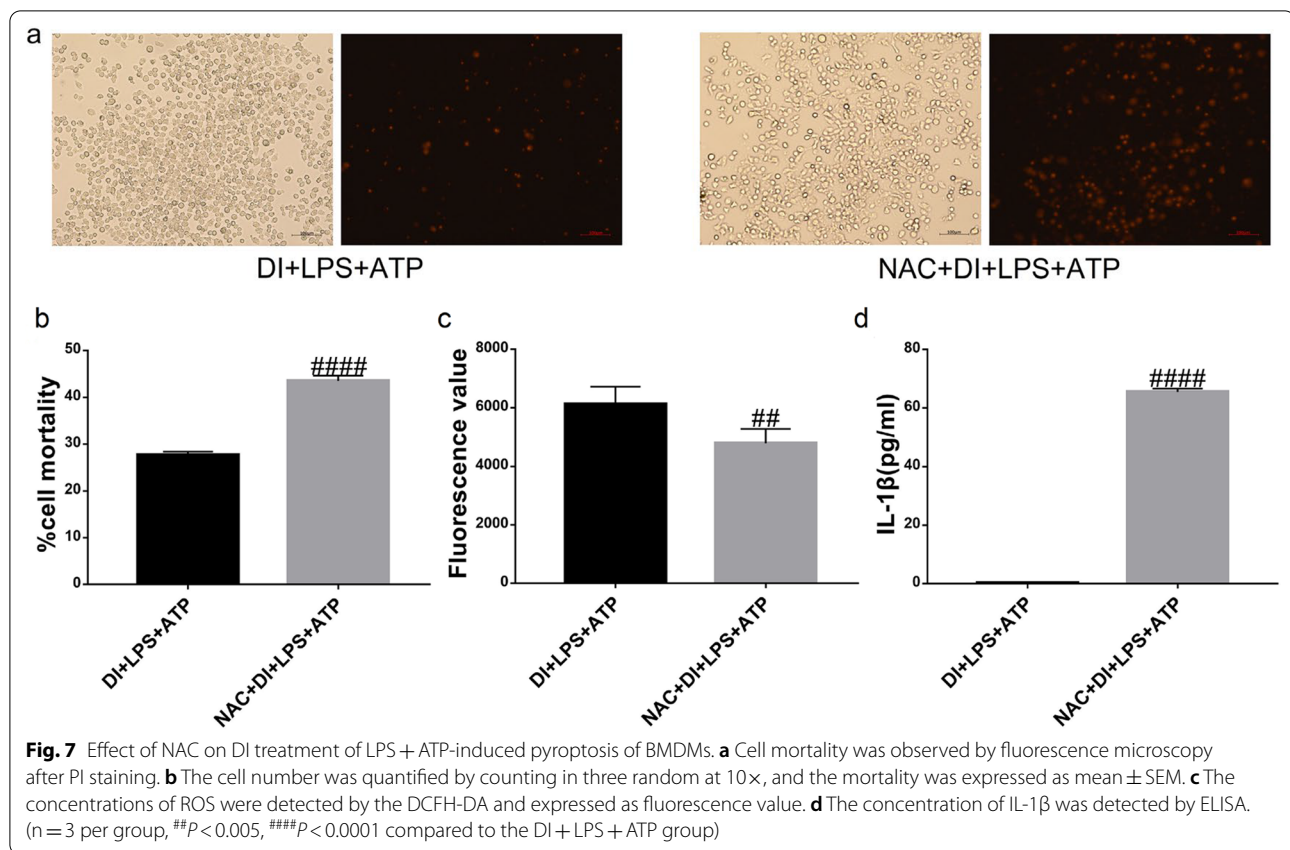 a
100μm
100μm
100μm
DI+LPS+ATP
NAC+DI+LPS+ATP
b
50
40
30
20
10
0
%cell mortality
####
DI+LPS+ATP
NAC+DI+LPS+ATP
c
8000
6000
4000
2000
0
Fluorescence value
##
DI+LPS+ATP
NAC+DI+LPS+ATP
d
80
60
40
20
0
IL-1β(pg/ml)
####
DI+LPS+ATP
NAC+DI+LPS+ATP
Fig. 7 Effect of NAC on DI treatment of LPS + ATP-induced pyroptosis of BMDMs. a Cell mortality was observed by fluorescence microscopy
after PI staining. b The cell number was quantified by counting in three random at 10×, and the mortality was expressed as mean ± SEM. c The
concentrations of ROS were detected by the DCFH-DA and expressed as fluorescence value. d The concentration of IL-1β was detected by ELISA.
(n = 3 per group, ##P < 0.005, ####P < 0.0001 compared to the DI + LPS + ATP group)